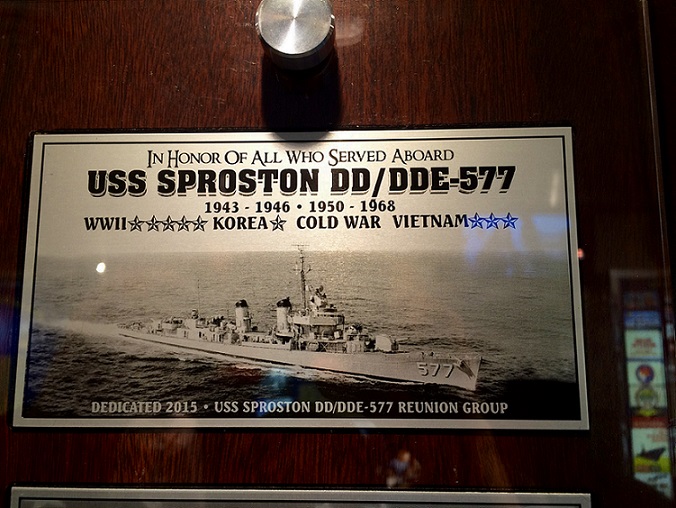 In Honor Of All Who Served Aboard
USS SPROSTON DD/DDE-577
1943 - 1946 • 1950 - 1968
WWII☆☆☆☆☆ KOREA☆ COLD WAR VIETNAM☆☆☆
577
DEDICATED 2015 • USS SPROSTON DD/DDE-577 REUNION GROUP